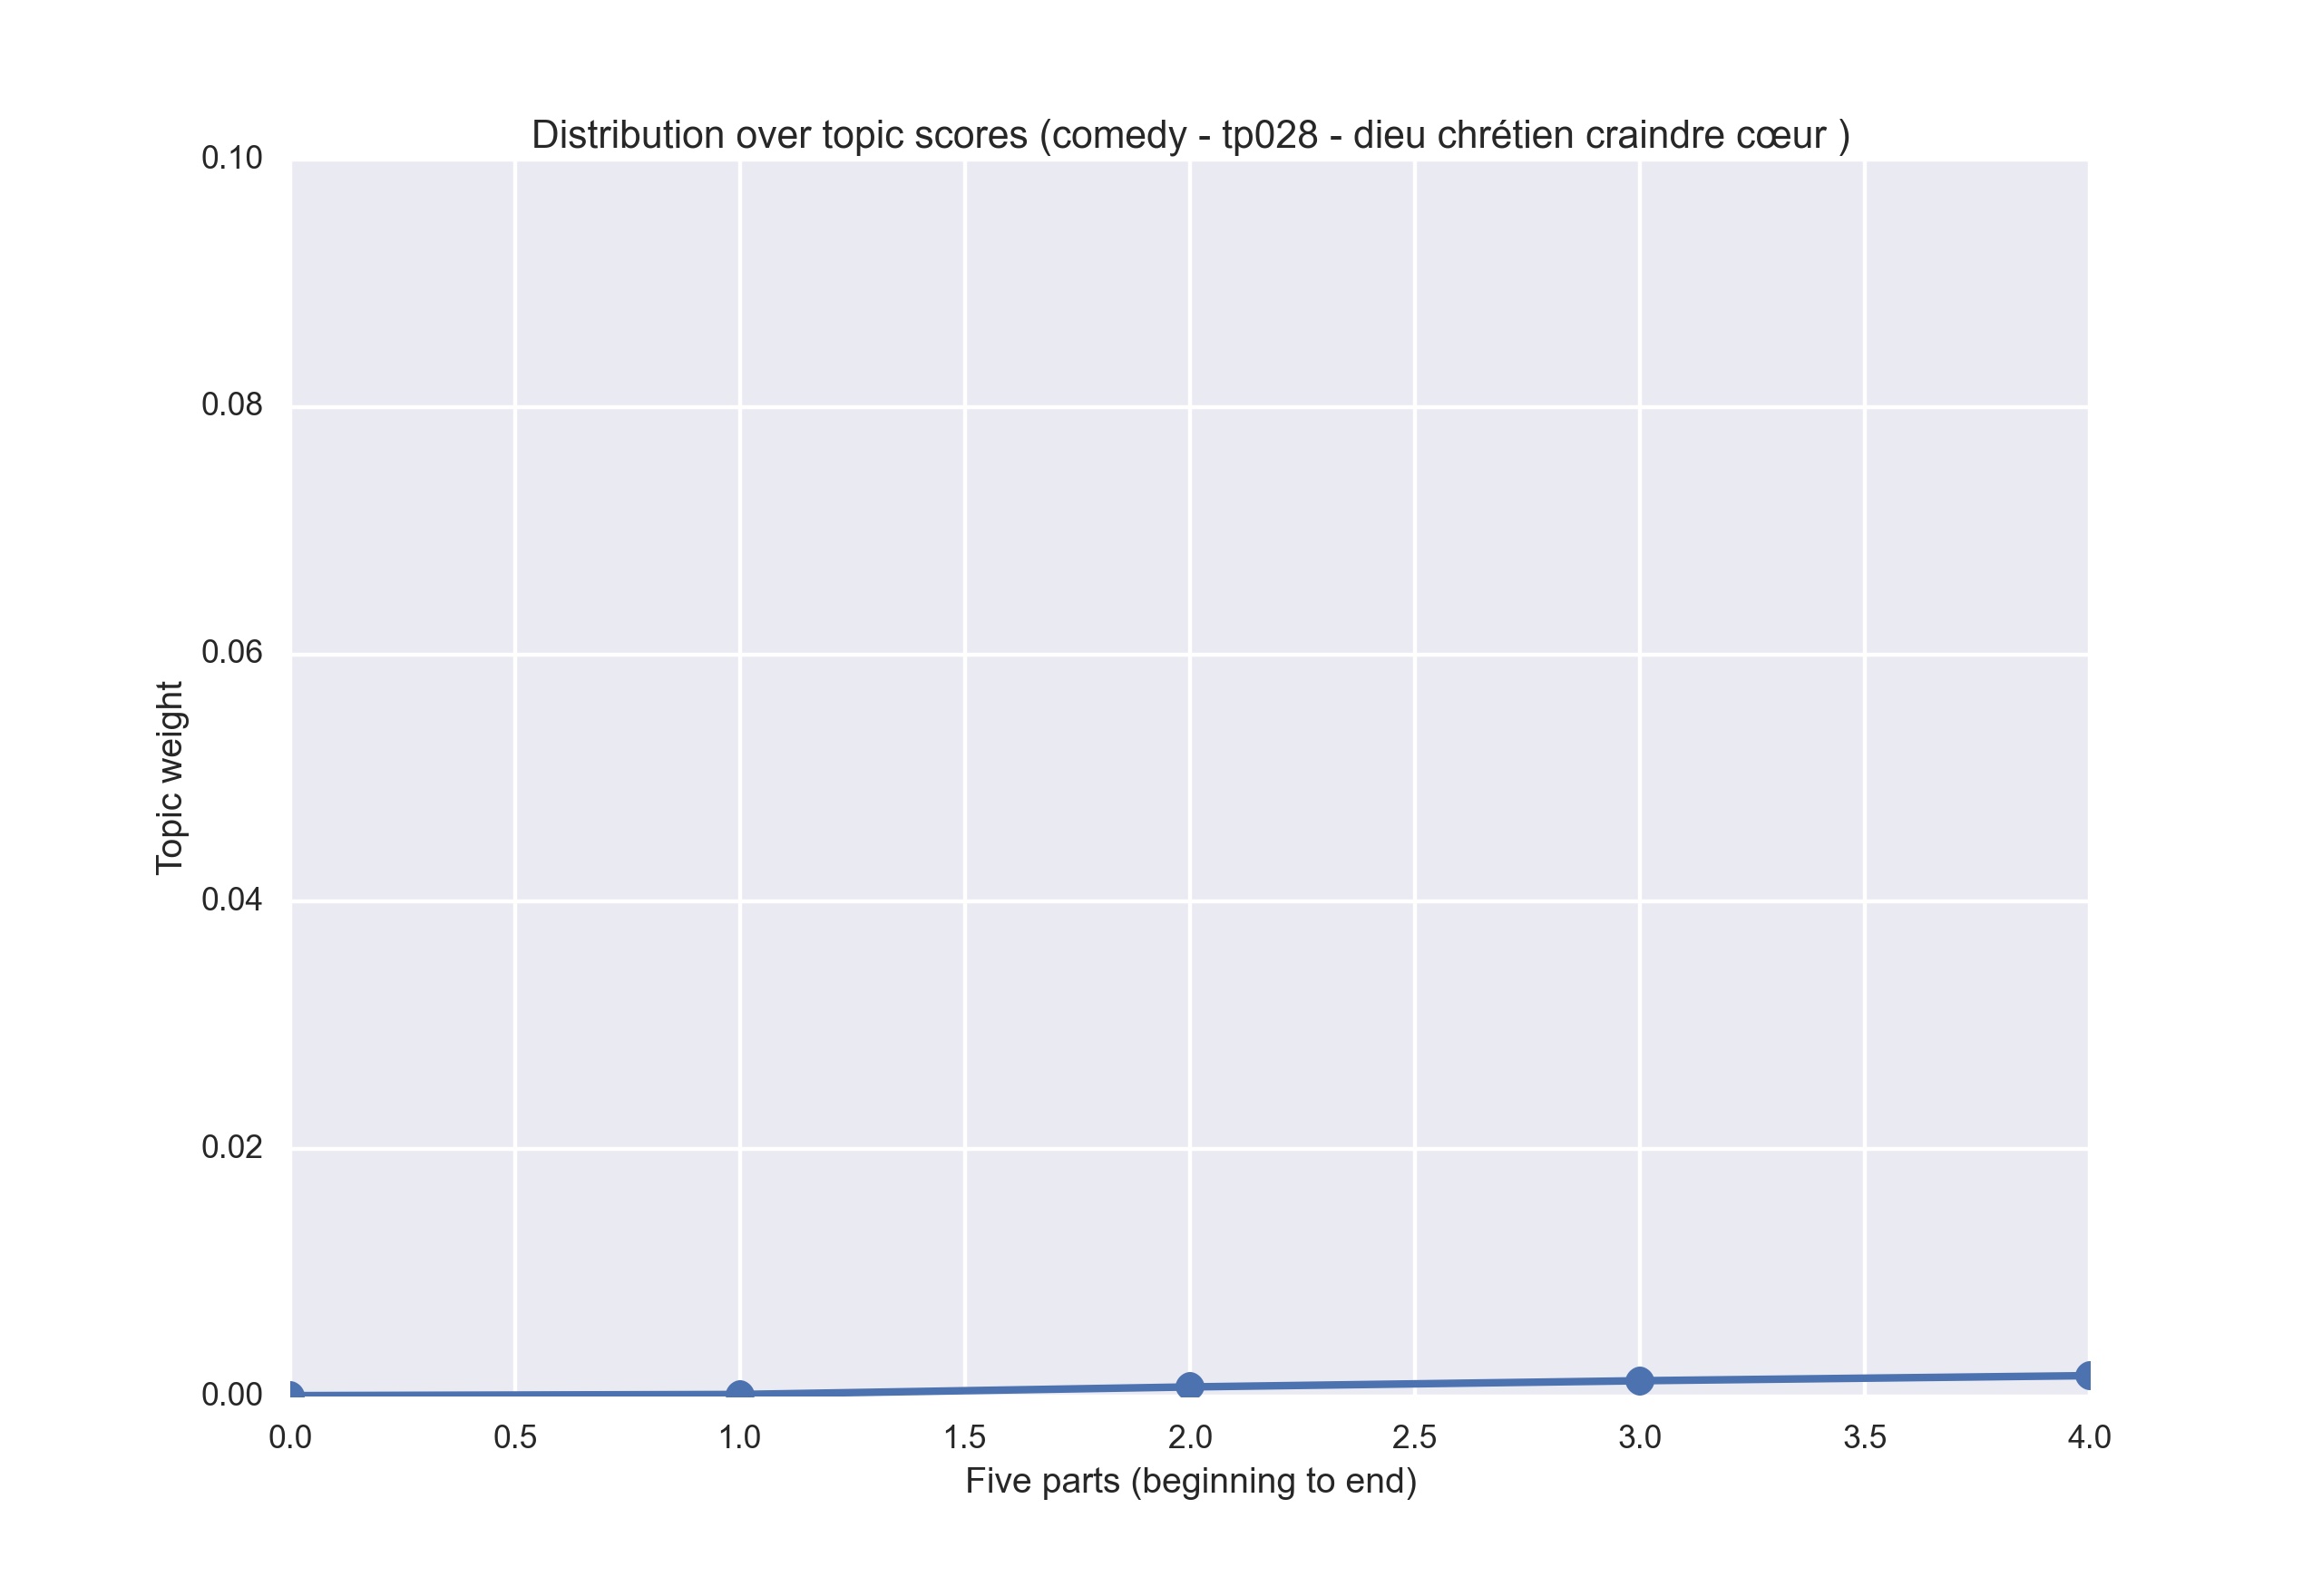 Distribution over topic scores (comedy - tp028 - dieu chrétien craindre cœur )
0.10
0.08
0.06
0.04
0.02
0.00
Topic weight
0.0 0.5 1.0 1.5 2.0 2.5 3.0 3.5 4.0
Five parts (beginning to end)